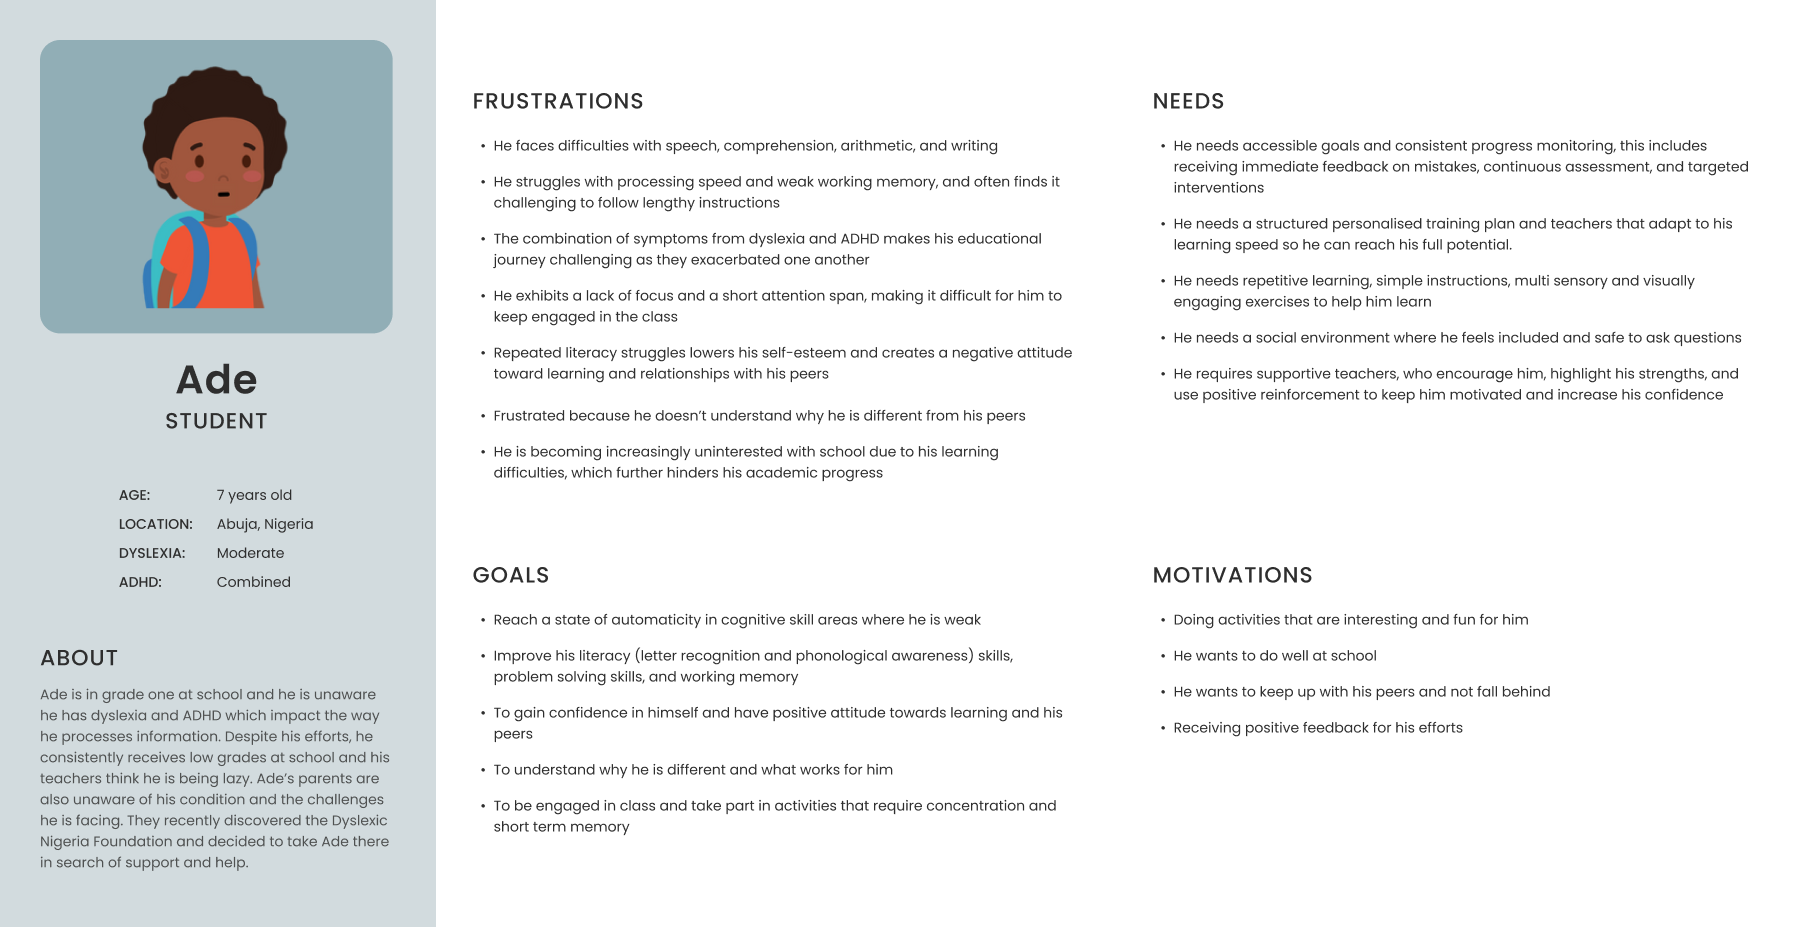 Ade
STUDENT
AGE: 7 years old
LOCATION: Abuja, Nigeria
DYSLEXIA: Moderate
ADHD: Combined
ABOUT
Ade is in grade one at school and he is unaware
he has dyslexia and ADHD which impact the way
he processes information. Despite his efforts, he
consistently receives low grades at school and his
teachers think he is being lazy. Ade’s parents are
also unaware of his condition and the challenges
he is facing. They recently discovered the Dyslexic
Nigeria Foundation and decided to take Ade there
in search of support and help.
FRUSTRATIONS
• He faces difficulties with speech, comprehension, arithmetic, and writing
• He struggles with processing speed and weak working memory, and often finds it
challenging to follow lengthy instructions
• The combination of symptoms from dyslexia and ADHD makes his educational
journey challenging as they exacerbated one another
• He exhibits a lack of focus and a short attention span, making it difficult for him to
keep engaged in the class
• Repeated literacy struggles lowers his self-esteem and creates a negative attitude
toward learning and relationships with his peers
• Frustrated because he doesn’t understand why he is different from his peers
• He is becoming increasingly uninterested with school due to his learning
difficulties, which further hinders his academic progress
NEEDS
• He needs accessible goals and consistent progress monitoring, this includes
receiving immediate feedback on mistakes, continuous assessment, and targeted
interventions
• He needs a structured personalised training plan and teachers that adapt to his
learning speed so he can reach his full potential.
• He needs repetitive learning, simple instructions, multi sensory and visually
engaging exercises to help him learn
• He needs a social environment where he feels included and safe to ask questions
• He requires supportive teachers, who encourage him, highlight his strengths, and
use positive reinforcement to keep him motivated and increase his confidence
GOALS
• Reach a state of automaticity in cognitive skill areas where he is weak
• Improve his literacy (letter recognition and phonological awareness) skills,
problem solving skills, and working memory
• To gain confidence in himself and have positive attitude towards learning and his
peers
• To understand why he is different and what works for him
• To be engaged in class and take part in activities that require concentration and
short term memory
MOTIVATIONS
• Doing activities that are interesting and fun for him
• He wants to do well at school
• He wants to keep up with his peers and not fall behind
• Receiving positive feedback for his efforts